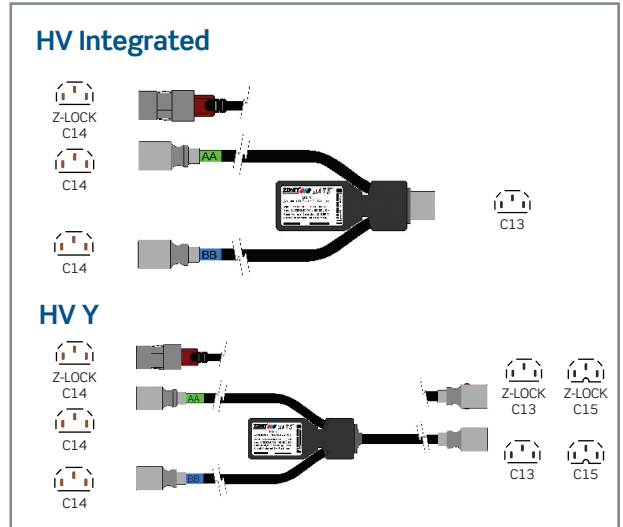 HV Integrated
Z-LOCK
C14
AA
C14
C13
BB
C14
HV Y
Z-LOCK
C14
AA
C14
BB
C14
Z-LOCK
C13
Z-LOCK
C15
C13
C15